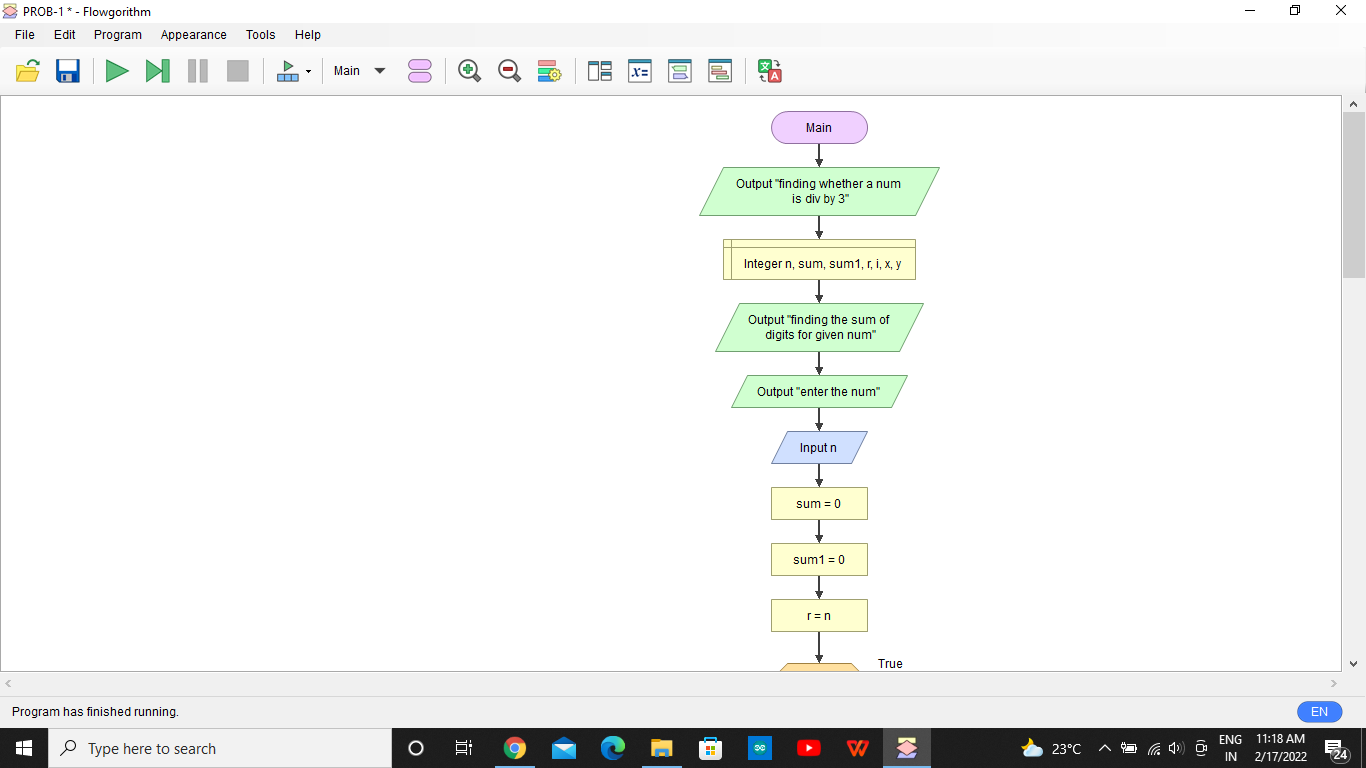 PROB-1 * - Flowgorithm
File Edit Program Appearance Tools Help
Main
x=
A
Main
Output "finding whether a num
is div by 3"
Integer n, sum, sum1, r, i, x, y
Output "finding the sum of
digits for given num"
Output "enter the num"
Input n
sum = 0
sum1 = 0
r = n
True
Program has finished running.
EN
Type here to search
23°C
ENG
IN
11:18 AM
2/17/2022
24